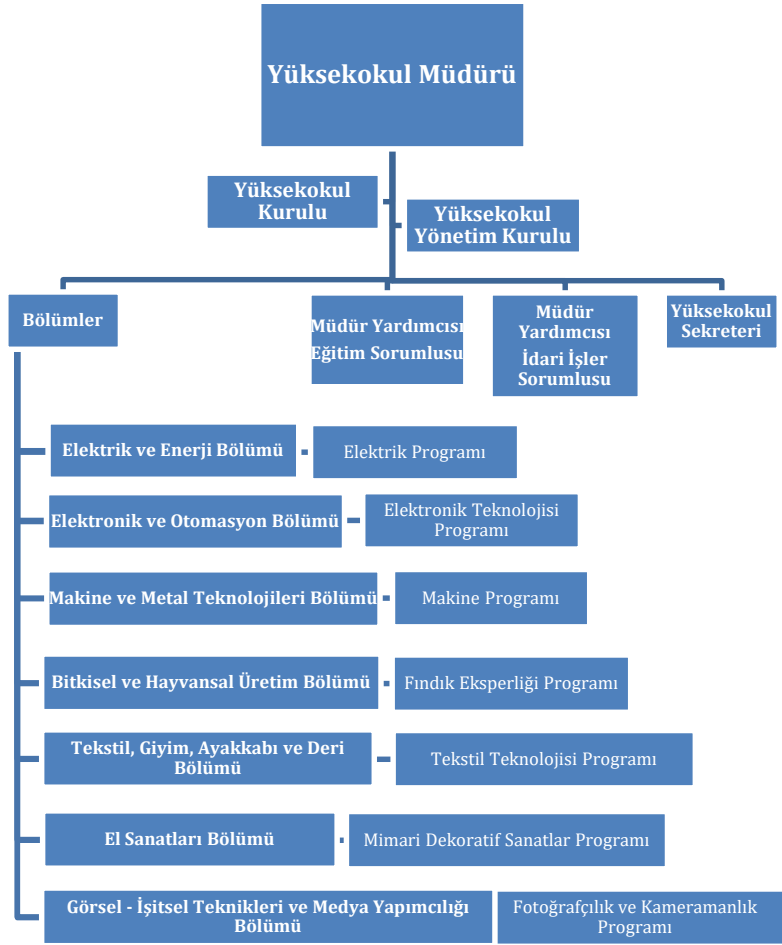 Yüksekokul Müdürü
Yüksekokul
Kurulu
Yüksekokul
Yönetim Kurulu
Bölümler
Müdür Yardımcısı
Eğitim Sorumlusu
Müdür
Yardımcısı
İdari İşler
Sorumlusu
Yüksekokul
Sekreteri
Elektrik ve Enerji Bölümü
Elektrik Programı
Elektronik ve Otomasyon Bölümü
Elektronik Teknolojisi
Programı
Makine ve Metal Teknolojileri Bölümü
Makine Programı
Bitkisel ve Hayvansal Üretim Bölümü
Fındık Eksperliği Programı
Tekstil, Giyim, Ayakkabı ve Deri
Bölümü
Tekstil Teknolojisi Programı
El Sanatları Bölümü
Mimari Dekoratif Sanatlar Programı
Görsel - İşitsel Teknikleri ve Medya Yapımcılığı
Bölümü
Fotoğrafçılık ve Kameramanlık
Programı